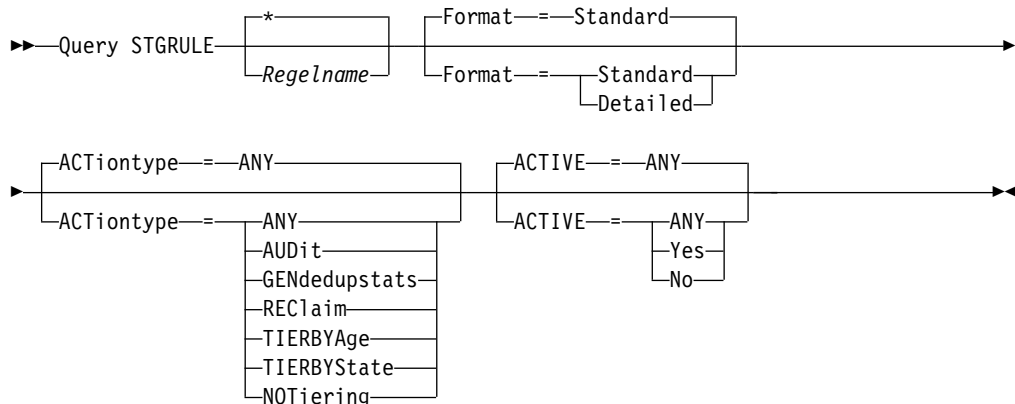 *
Format = Standard
Query STGRULE
Regelname
Format = Standard
Detailed
ACTiontype = ANY
ACTIVE = ANY
ACTiontype = ANY
AUDit
GENdedupstats
REClaim
TIERBYAge
TIERBYState
NOTiering
ACTIVE = ANY
Yes
No